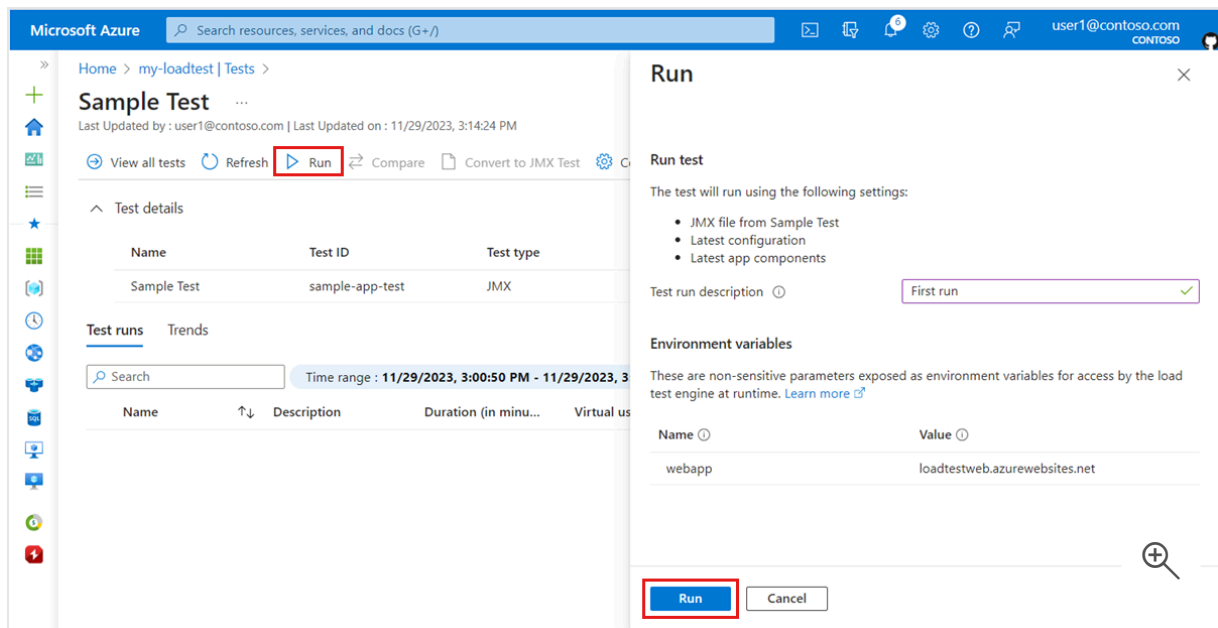 Microsoft Azure
Search resources, services, and docs (G+/)
6
user1@contoso.com
CONTOSO
Home > my-loadtest | Tests >
Sample Test ...
Last Updated by : user1@contoso.com | Last Updated on : 11/29/2023, 3:14:24 PM
View all tests Refresh Run Compare Convert to JMX Test
Test details
Name Test ID Test type
Sample Test sample-app-test JMX
Test runs Trends
Search Time range : 11/29/2023, 3:00:50 PM - 11/29/2023, 3
Name Description Duration (in minu... Virtual us
SQL
Run
Run test
The test will run using the following settings:
• JMX file from Sample Test
• Latest configuration
• Latest app components
Test run description First run
Environment variables
These are non-sensitive parameters exposed as environment variables for access by the load
test engine at runtime. Learn more
Name Value
webapp loadtestweb.azurewebsites.net
Run Cancel